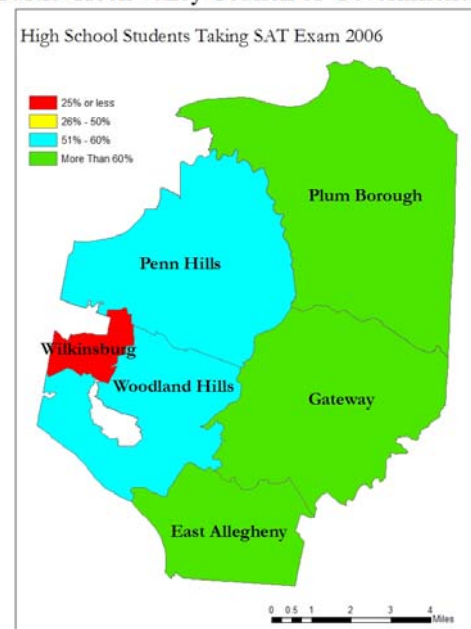 High School Students Taking SAT Exam 2006
25% or less
26% - 50%
51% - 60%
More Than 60%
Plum Borough
Penn Hills
Wilkinsburg
Woodland Hills
Gateway
East Allegheny
0 0.5 1 2 3 4
Miles